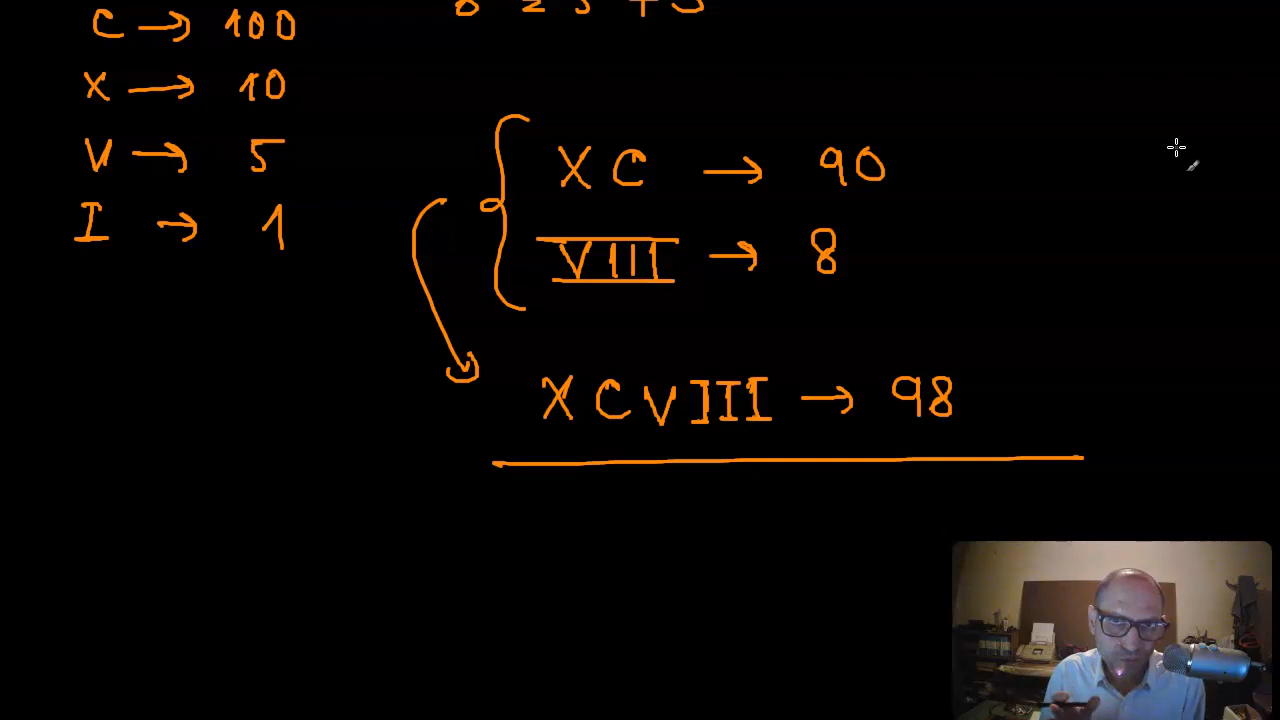 C → 100
X → 10
V → 5
I → 1
XC → 90
VIII → 8
XCVIII → 98